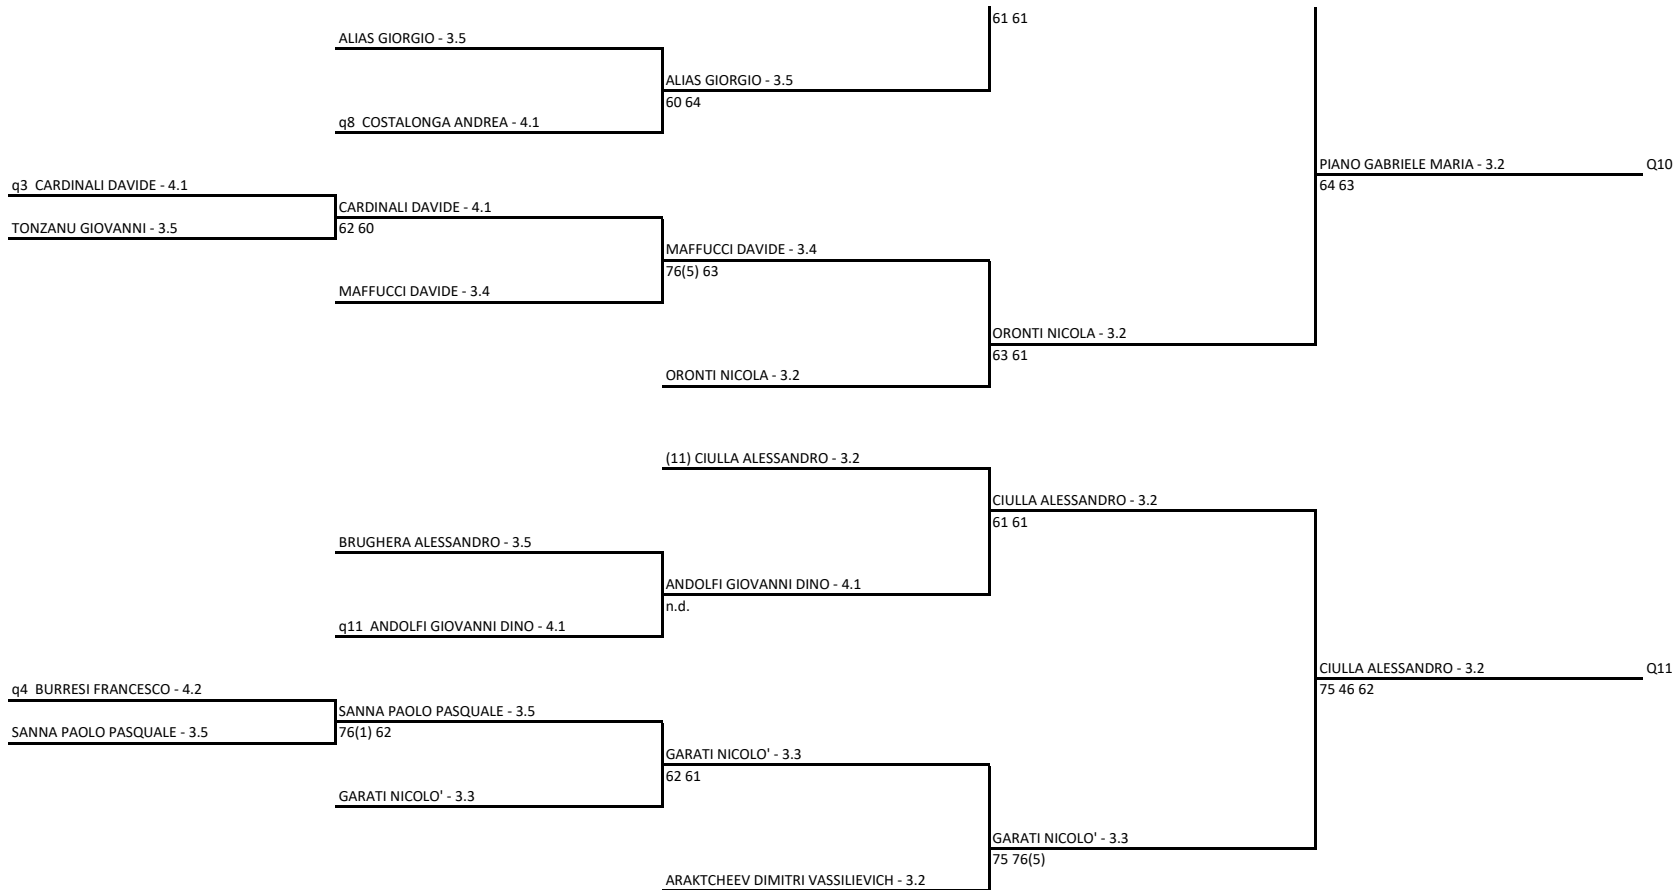 61 61
ALIAS GIORGIO - 3.5
ALIAS GIORGIO - 3.5
60 64
q8 COSTALONGA ANDREA - 4.1
PIANO GABRIELE MARIA - 3.2 Q10
q3 CARDINALI DAVIDE - 4.1
64 63
CARDINALI DAVIDE - 4.1
TONZANU GIOVANNI - 3.5
62 60
MAFFUCCI DAVIDE - 3.4
76(5) 63
MAFFUCCI DAVIDE - 3.4
ORONTI NICOLA - 3.2
63 61
ORONTI NICOLA - 3.2
(11) CIULLA ALESSANDRO - 3.2
CIULLA ALESSANDRO - 3.2
61 61
BRUGHERA ALESSANDRO - 3.5
ANDOLFI GIOVANNI DINO - 4.1
n.d.
q11 ANDOLFI GIOVANNI DINO - 4.1
CIULLA ALESSANDRO - 3.2 Q11
q4 BURRESI FRANCESCO - 4.2
75 46 62
SANNA PAOLO PASQUALE - 3.5
SANNA PAOLO PASQUALE - 3.5
76(1) 62
GARATI NICOLO' - 3.3
62 61
GARATI NICOLO' - 3.3
GARATI NICOLO' - 3.3
75 76(5)
ARAKTCHEEV DIMITRI VASSILIEVICH - 3.2